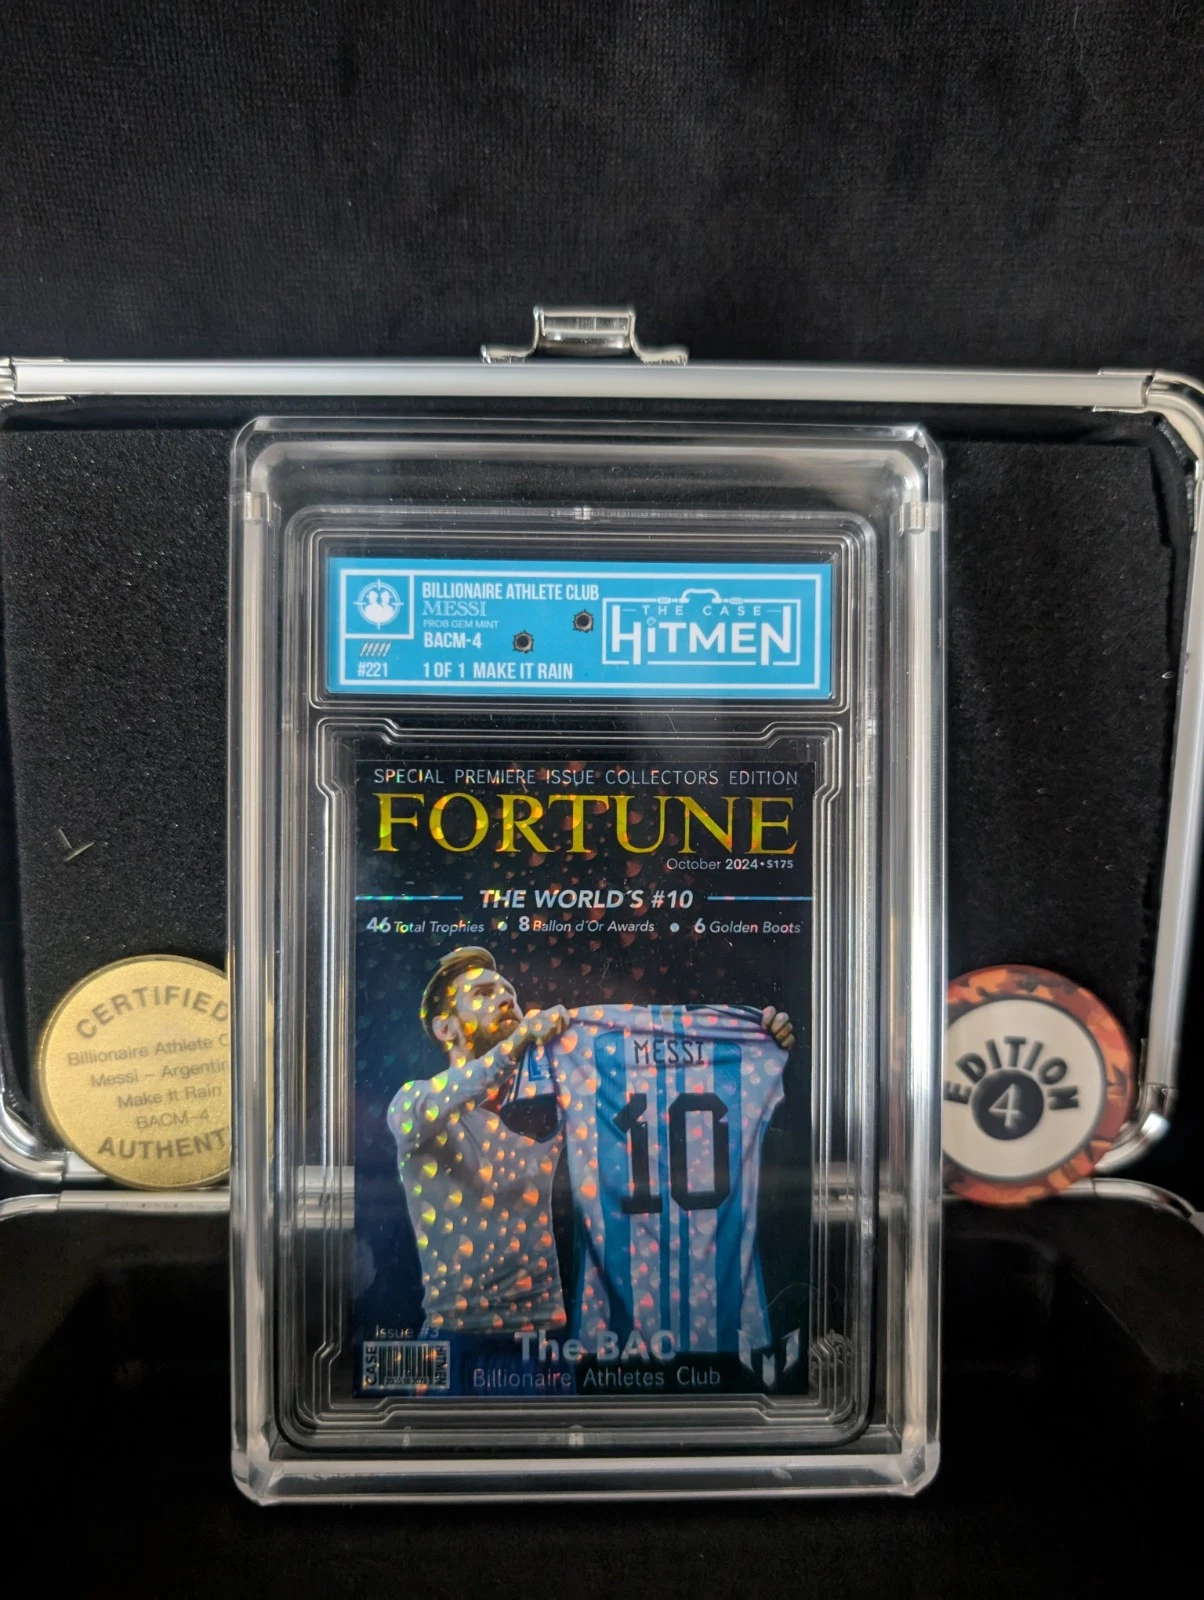 BILLIONAIRE ATHLETE CLUB
MESSI
PROB GEM MINT
BACM-4
#221
1 OF 1 MAKE IT RAIN
THE CASE
HiTMEN
SPECIAL PREMIERE ISSUE COLLECTORS EDITION
FORTUNE
October 2024•$175
THE WORLD'S #10
46 Total Trophies • 8 Ballon d'Or Awards • 6 Golden Boots
MESSI
10
Issue #3
CASE
HITMEN
The BAC
Billionaire Athletes Club
CERTIFIED
Billionaire Athlete C
Messi – Argentin
Make It Rain
BACM-4
AUTHENT
EDITION
4